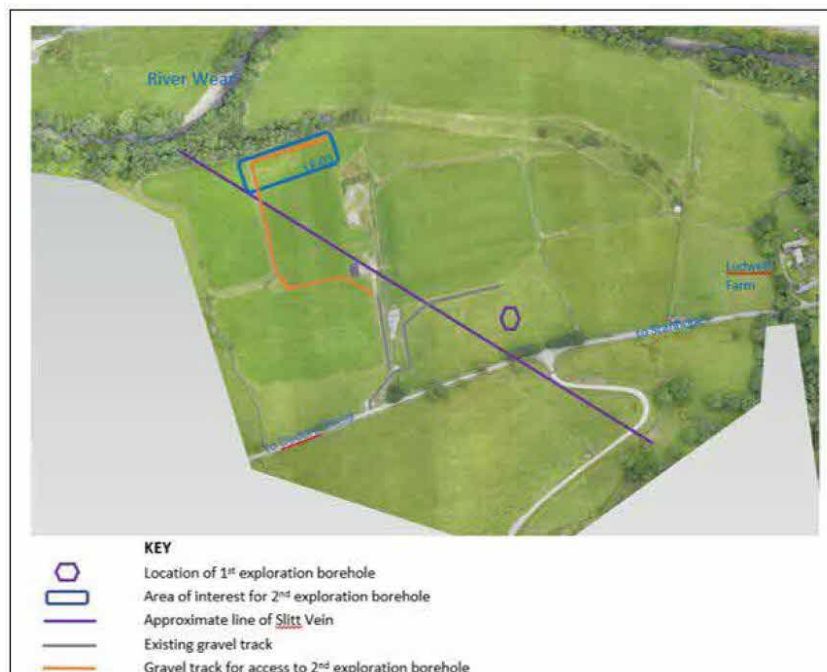 River Wear
Ludwell
Farm
KEY
Location of 1st exploration borehole
Area of interest for 2nd exploration borehole
Approximate line of Slitt Vein
Existing gravel track
Gravel track for access to 2nd exploration borehole